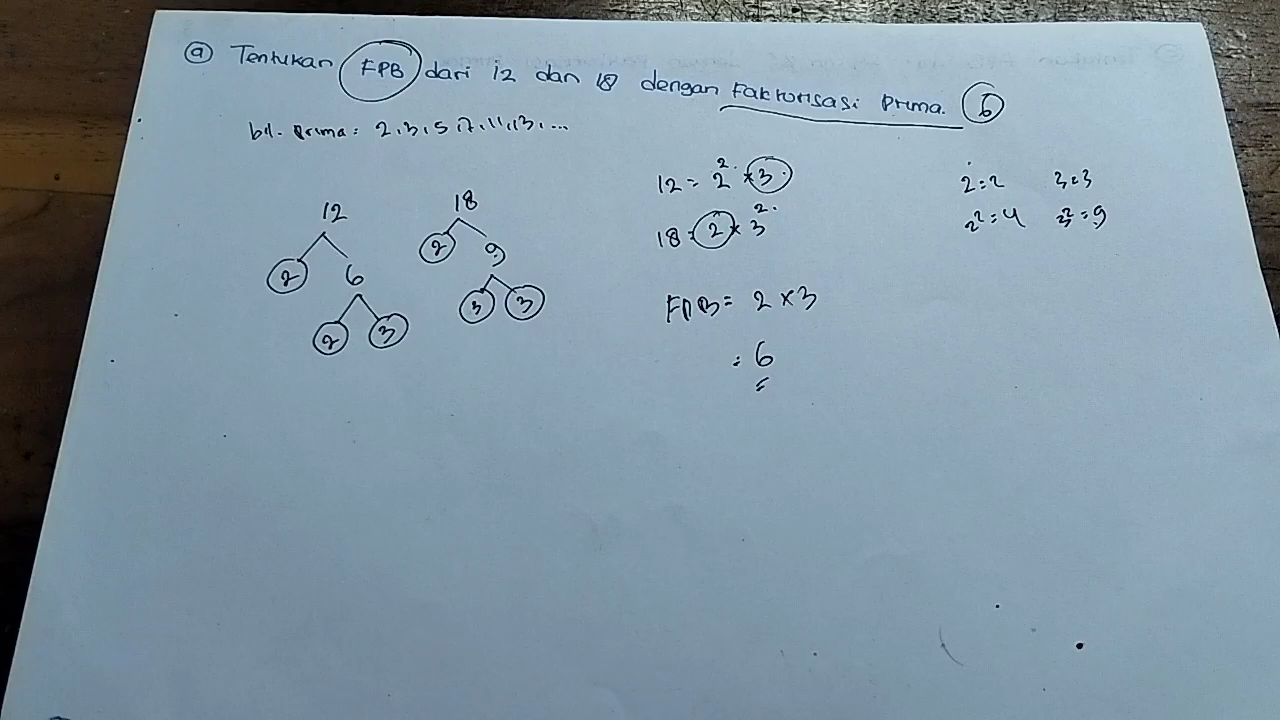 a Tentukan FPB dari 12 dan 18 dengan Faktorisasi Prima. 6
bil. prima = 2, 3, 5, 7, 11, 13, ...
12
2 6
2 3
18
2 9
3 3
12 = 2² × 3
18 = 2 × 3²
FPB = 2 × 3
= 6
2 = 2 3 = 3
2² = 4 3² = 9